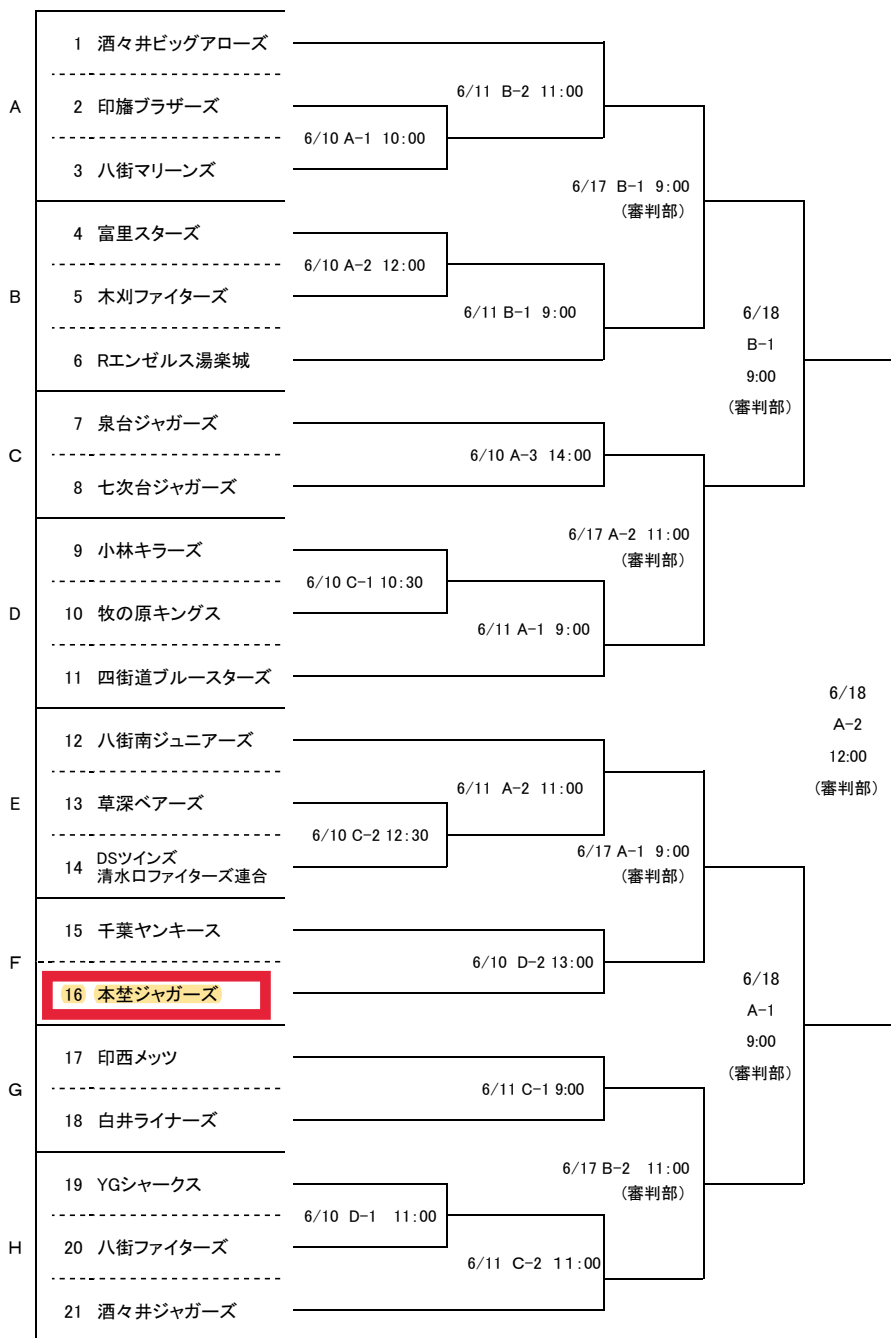 A
1 酒々井ビッグアローズ
2 印旛ブラザーズ
3 八街マリーンズ
6/10 A-1 10:00
6/11 B-2 11:00
B
4 富里スターズ
5 木刈ファイターズ
6 Rエンゼルス湯楽城
6/10 A-2 12:00
6/11 B-1 9:00
6/17 B-1 9:00
(審判部)
C
7 泉台ジャガーズ
8 七次台ジャガーズ
6/10 A-3 14:00
D
9 小林キラーズ
10 牧の原キングス
11 四街道ブルースターズ
6/10 C-1 10:30
6/11 A-1 9:00
6/17 A-2 11:00
(審判部)
6/18
B-1
9:00
(審判部)
E
12 八街南ジュニアーズ
13 草深ベアーズ
14 DSツインズ
清水口ファイターズ連合
6/10 C-2 12:30
6/11 A-2 11:00
F
15 千葉ヤンキース
16 本埜ジャガーズ
6/10 D-2 13:00
6/17 A-1 9:00
(審判部)
G
17 印西メッツ
18 白井ライナーズ
6/11 C-1 9:00
H
19 YGシャークス
20 八街ファイターズ
21 酒々井ジャガーズ
6/10 D-1 11:00
6/11 C-2 11:00
6/17 B-2 11:00
(審判部)
6/18
A-1
9:00
(審判部)
6/18
A-2
12:00
(審判部)